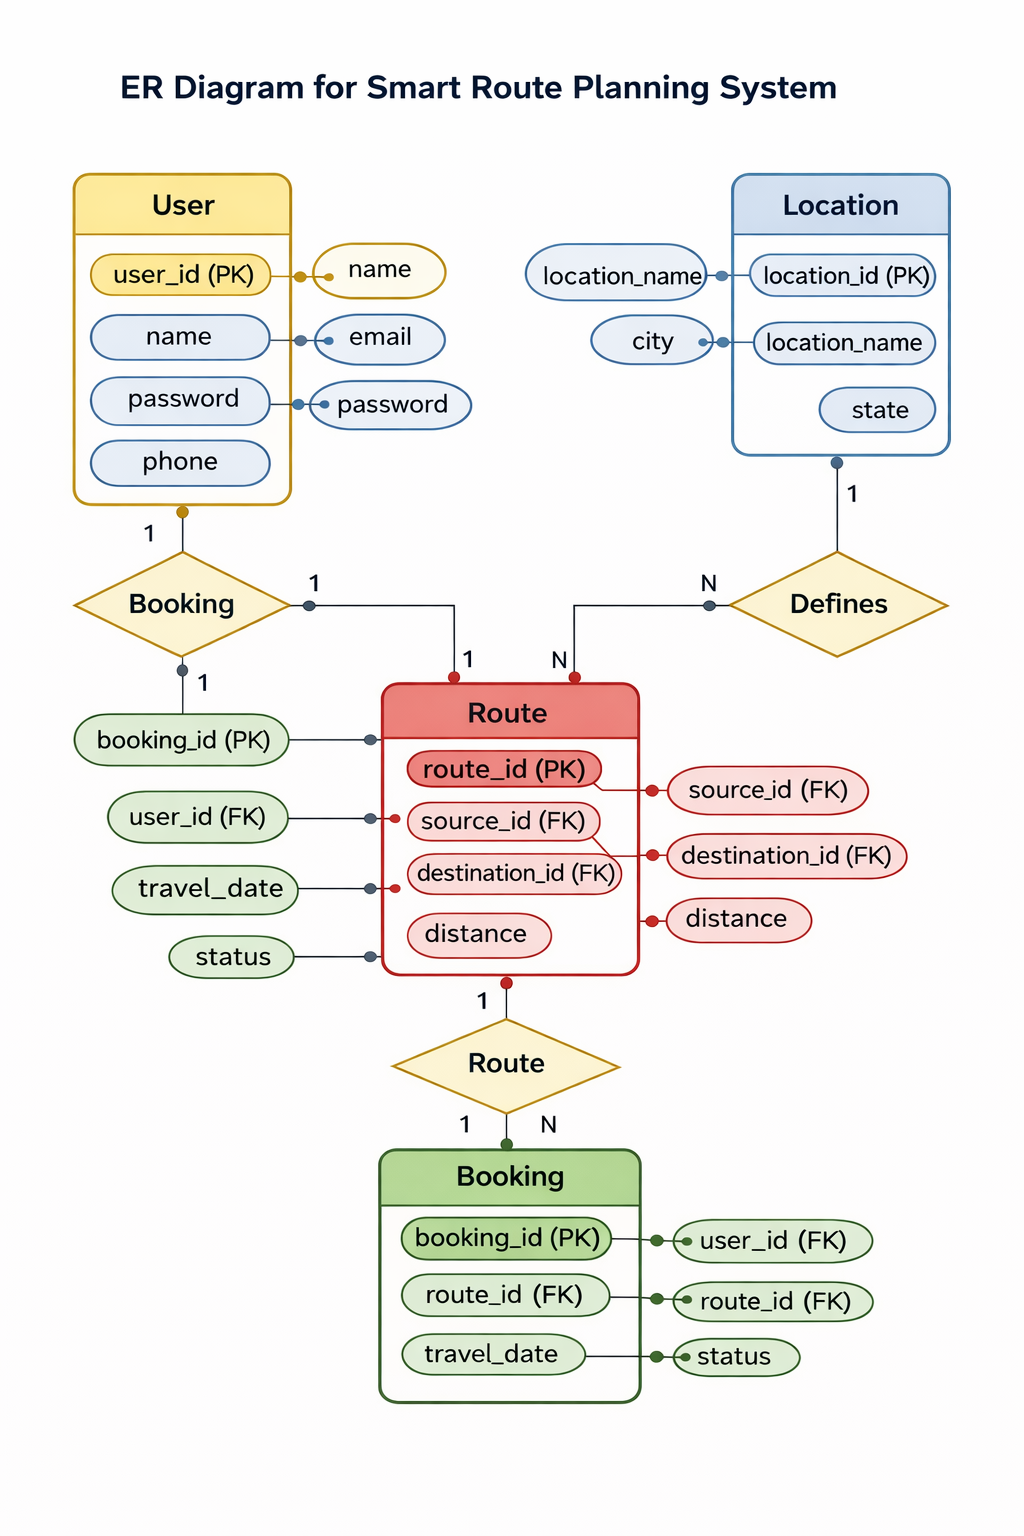 ER Diagram for Smart Route Planning System
User
user_id (PK)
name
name
email
password
password
phone
Location
location_name
location_id (PK)
city
location_name
state
1
1
Booking
1
1
1
N
Defines
N
booking_id (PK)
user_id (FK)
travel_date
status
Route
route_id (PK)
source_id (FK)
source_id (FK)
destination_id (FK)
destination_id (FK)
distance
distance
1
Route
1
N
Booking
booking_id (PK)
user_id (FK)
route_id (FK)
route_id (FK)
travel_date
status